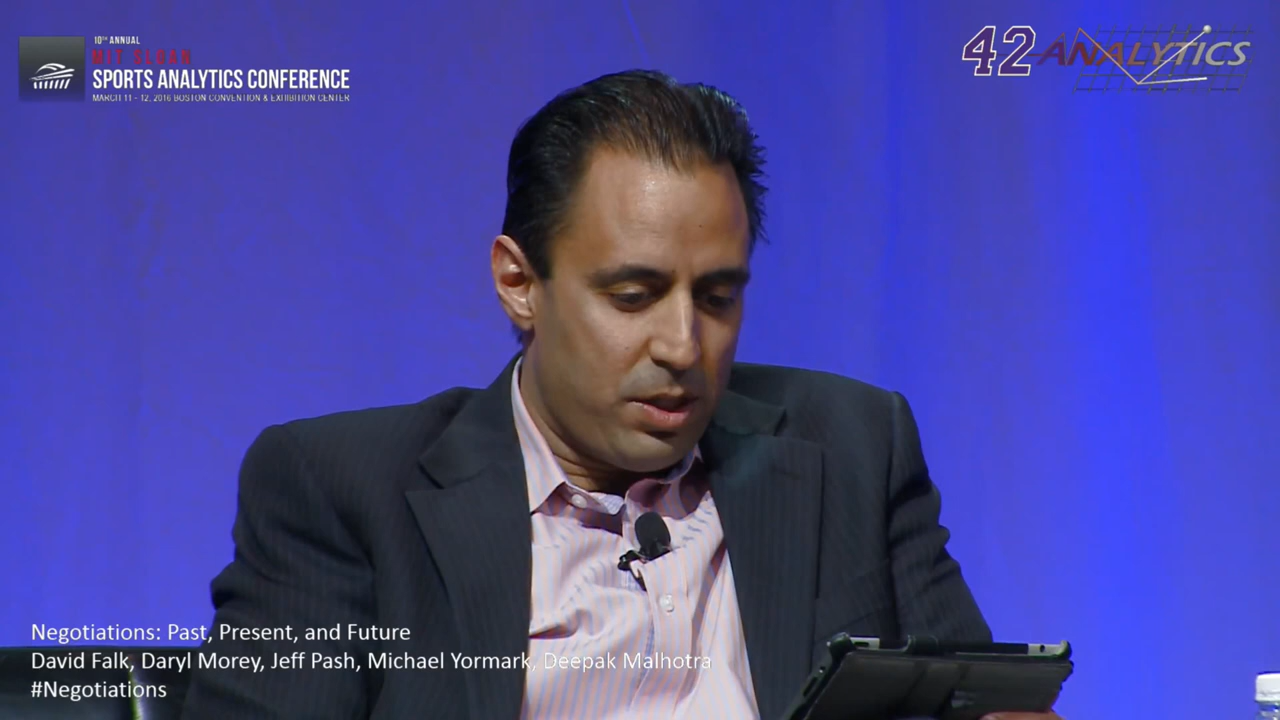 10TH ANNUAL
MIT SLOAN
SPORTS ANALYTICS CONFERENCE
MARCH 11 - 12, 2016 BOSTON CONVENTION & EXHIBITION CENTER
42 ANALYTICS
Negotiations: Past, Present, and Future
David Falk, Daryl Morey, Jeff Pash, Michael Yormark, Deepak Malhotra
#Negotiations